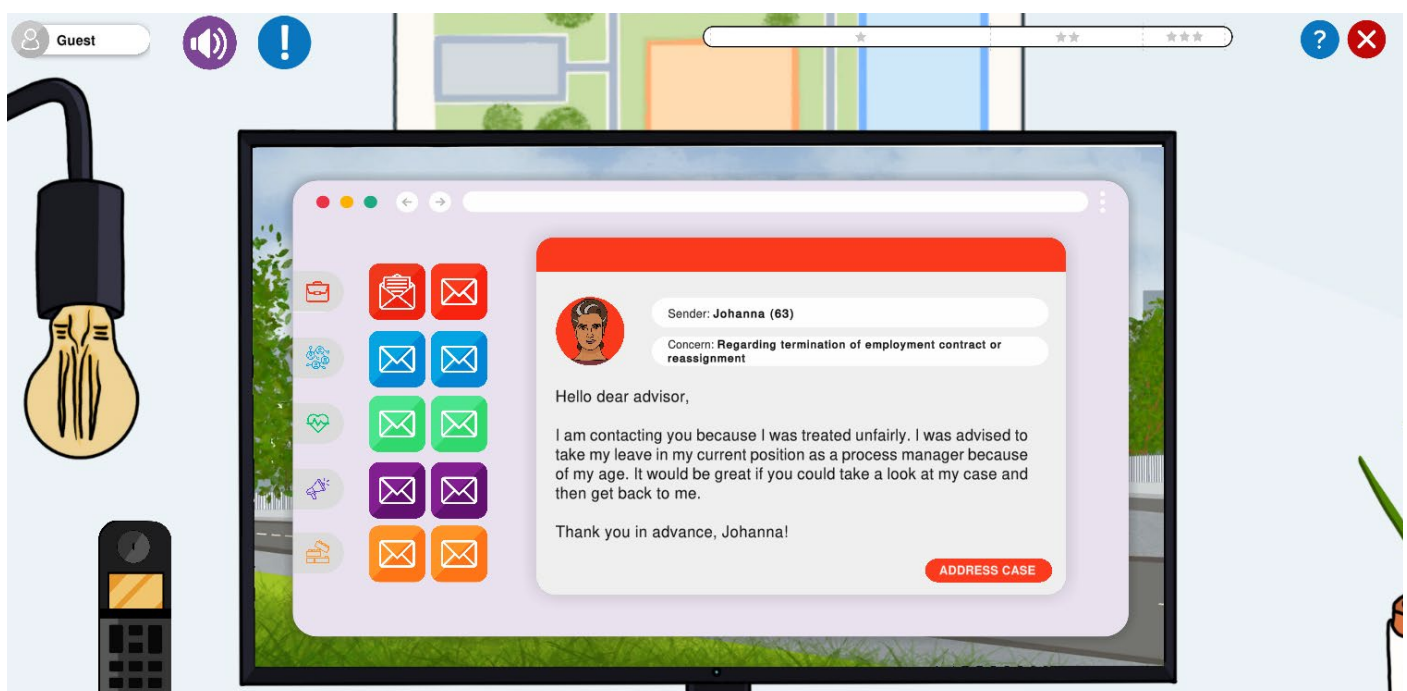 Guest
Sender: Johanna (63)
Concern: Regarding termination of employment contract or
reassignment
Hello dear advisor,
I am contacting you because I was treated unfairly. I was advised to
take my leave in my current position as a process manager because
of my age. It would be great if you could take a look at my case and
then get back to me.
Thank you in advance, Johanna!
ADDRESS CASE